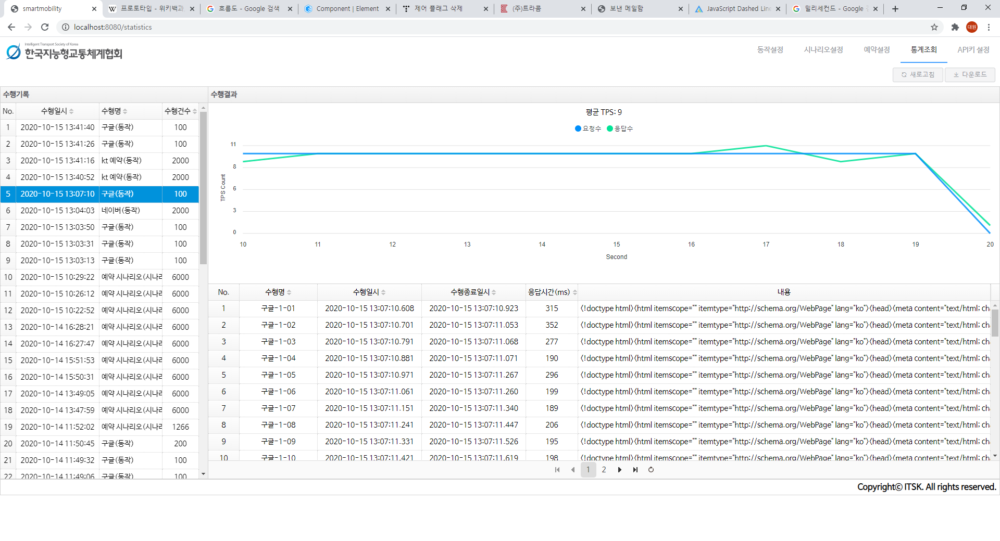 smartmobility
프로토타입 - 위키백과
흐름도 - Google 검색
Component | Element
제어 플래그 삭제
(주)트라콤
보낸 메일함
JavaScript Dashed Line
밀리세컨드 - Google
localhost:8080/statistics
대원
Intelligent Transport Society of Korea
한국지능형교통체계협회
동작설정 시나리오설정 예약설정 통계조회 API키 설정
새로고침 다운로드
수행기록
No. 수행일시 수행명 수행건수
1 2020-10-15 13:41:40 구글(동작) 100
2 2020-10-15 13:41:26 구글(동작) 100
3 2020-10-15 13:41:16 kt 예약(동작) 2000
4 2020-10-15 13:40:52 kt 예약(동작) 2000
5 2020-10-15 13:07:10 구글(동작) 100
6 2020-10-15 13:04:03 네이버(동작) 2000
7 2020-10-15 13:03:50 구글(동작) 100
8 2020-10-15 13:03:31 구글(동작) 100
9 2020-10-15 13:03:13 구글(동작) 100
10 2020-10-15 10:29:22 예약 시나리오(시나리 6000
11 2020-10-15 10:26:12 예약 시나리오(시나리 6000
12 2020-10-15 10:22:52 예약 시나리오(시나리 6000
13 2020-10-14 16:28:21 예약 시나리오(시나리 6000
14 2020-10-14 16:27:47 예약 시나리오(시나리 6000
15 2020-10-14 15:51:53 예약 시나리오(시나리 6000
16 2020-10-14 15:50:31 예약 시나리오(시나리 6000
17 2020-10-14 13:49:05 예약 시나리오(시나리 6000
18 2020-10-14 13:47:59 예약 시나리오(시나리 6000
19 2020-10-14 11:52:02 예약 시나리오(시나리 1266
20 2020-10-14 11:50:45 구글(동작) 200
21 2020-10-14 11:49:32 구글(동작) 100
22 2020-10-14 11:49:06 구글(동작) 100
수행결과
평균 TPS: 9
요청수 응답수
TPS Count
11
8
6
3
0
10 11 12 13 14 15 16 17 18 19 20
Second
No. 수행명 수행일시 수행종료일시 응답시간(ms) 내용
1 구글-1-01 2020-10-15 13:07:10.608 2020-10-15 13:07:10.923 315 <!doctype html><html itemscope="" itemtype="http://schema.org/WebPage" lang="ko"><head><meta content="text/html; cha
2 구글-1-02 2020-10-15 13:07:10.701 2020-10-15 13:07:11.053 352 <!doctype html><html itemscope="" itemtype="http://schema.org/WebPage" lang="ko"><head><meta content="text/html; cha
3 구글-1-03 2020-10-15 13:07:10.791 2020-10-15 13:07:11.068 277 <!doctype html><html itemscope="" itemtype="http://schema.org/WebPage" lang="ko"><head><meta content="text/html; cha
4 구글-1-04 2020-10-15 13:07:10.881 2020-10-15 13:07:11.071 190 <!doctype html><html itemscope="" itemtype="http://schema.org/WebPage" lang="ko"><head><meta content="text/html; cha
5 구글-1-05 2020-10-15 13:07:10.971 2020-10-15 13:07:11.267 296 <!doctype html><html itemscope="" itemtype="http://schema.org/WebPage" lang="ko"><head><meta content="text/html; cha
6 구글-1-06 2020-10-15 13:07:11.061 2020-10-15 13:07:11.260 199 <!doctype html><html itemscope="" itemtype="http://schema.org/WebPage" lang="ko"><head><meta content="text/html; cha
7 구글-1-07 2020-10-15 13:07:11.151 2020-10-15 13:07:11.340 189 <!doctype html><html itemscope="" itemtype="http://schema.org/WebPage" lang="ko"><head><meta content="text/html; cha
8 구글-1-08 2020-10-15 13:07:11.241 2020-10-15 13:07:11.447 206 <!doctype html><html itemscope="" itemtype="http://schema.org/WebPage" lang="ko"><head><meta content="text/html; cha
9 구글-1-09 2020-10-15 13:07:11.331 2020-10-15 13:07:11.526 195 <!doctype html><html itemscope="" itemtype="http://schema.org/WebPage" lang="ko"><head><meta content="text/html; cha
10 구글-1-10 2020-10-15 13:07:11.421 2020-10-15 13:07:11.619 198 <!doctype html><html itemscope="" itemtype="http://schema.org/WebPage" lang="ko"><head><meta content="text/html; cha
1 2
Copyrightⓒ ITSK. All rights reserved.